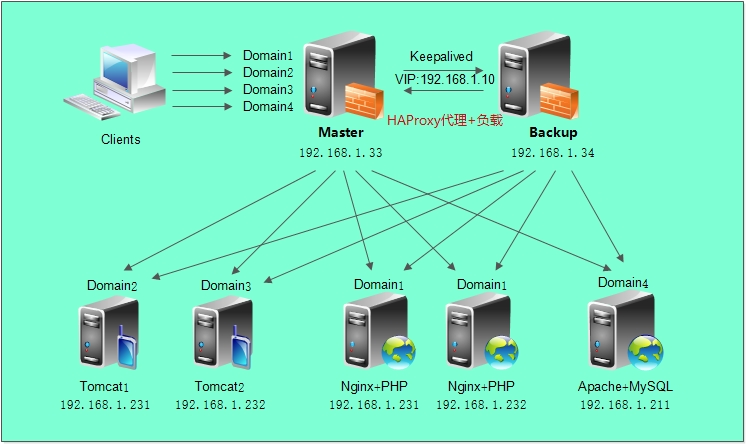 Domain1
Domain2
Domain3
Domain4
Clients
Keepalived
VIP:192.168.1.10
HAProxy代理+负载
Master
192.168.1.33
Backup
192.168.1.34
Domain2
Domain3
Domain1
Domain1
Domain4
Tomcat1
192.168.1.231
Tomcat2
192.168.1.232
Nginx+PHP
192.168.1.231
Nginx+PHP
192.168.1.232
Apache+MySQL
192.168.1.211